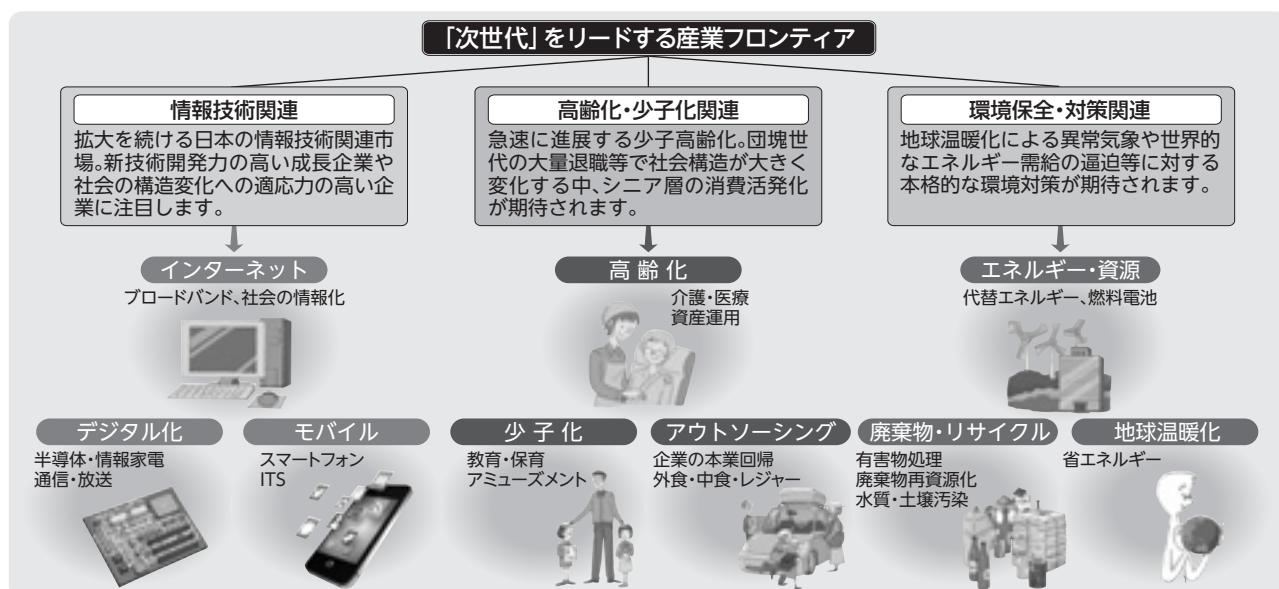 「次世代」をリードする産業フロンティア
情報技術関連
拡大を続ける日本の情報技術関連市
場。新技術開発力の高い成長企業や
社会の構造変化への適応力の高い企
業に注目します。
高齢化・少子化関連
急速に進展する少子高齢化。団塊世
代の大量退職等で社会構造が大きく
変化する中、シニア層の消費活発化
が期待されます。
環境保全・対策関連
地球温暖化による異常気象や世界的
なエネルギー需給の逼迫等に対する
本格的な環境対策が期待されます。
インターネット
ブロードバンド、社会の情報化
高齢化
介護・医療
資産運用
エネルギー・資源
代替エネルギー、燃料電池
デジタル化
半導体・情報家電
通信・放送
モバイル
スマートフォン
ITS
少子化
教育・保育
アミューズメント
アウトソーシング
企業の本業回帰
外食・中食・レジャー
廃棄物・リサイクル
有害物処理
廃棄物再資源化
水質・土壌汚染
地球温暖化
省エネルギー